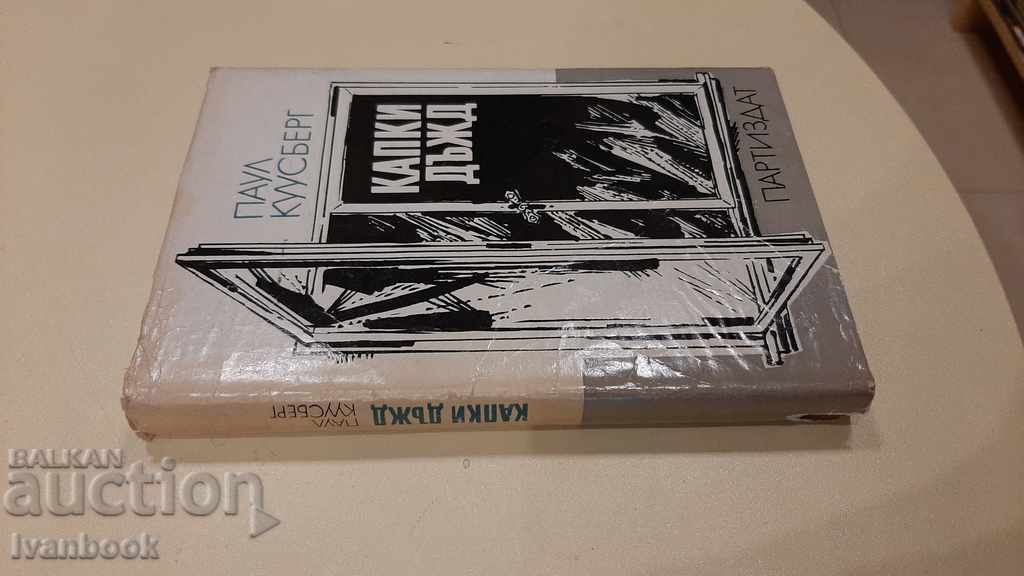 ПАУЛ
КУУСБЕРГ
КАПКИ
ДЪЖД
ПАРТИЗДАТ
ПАУЛ
КУУСБЕРГ
КАПКИ ДЪЖД
BALKAN
auction
Ivanbook